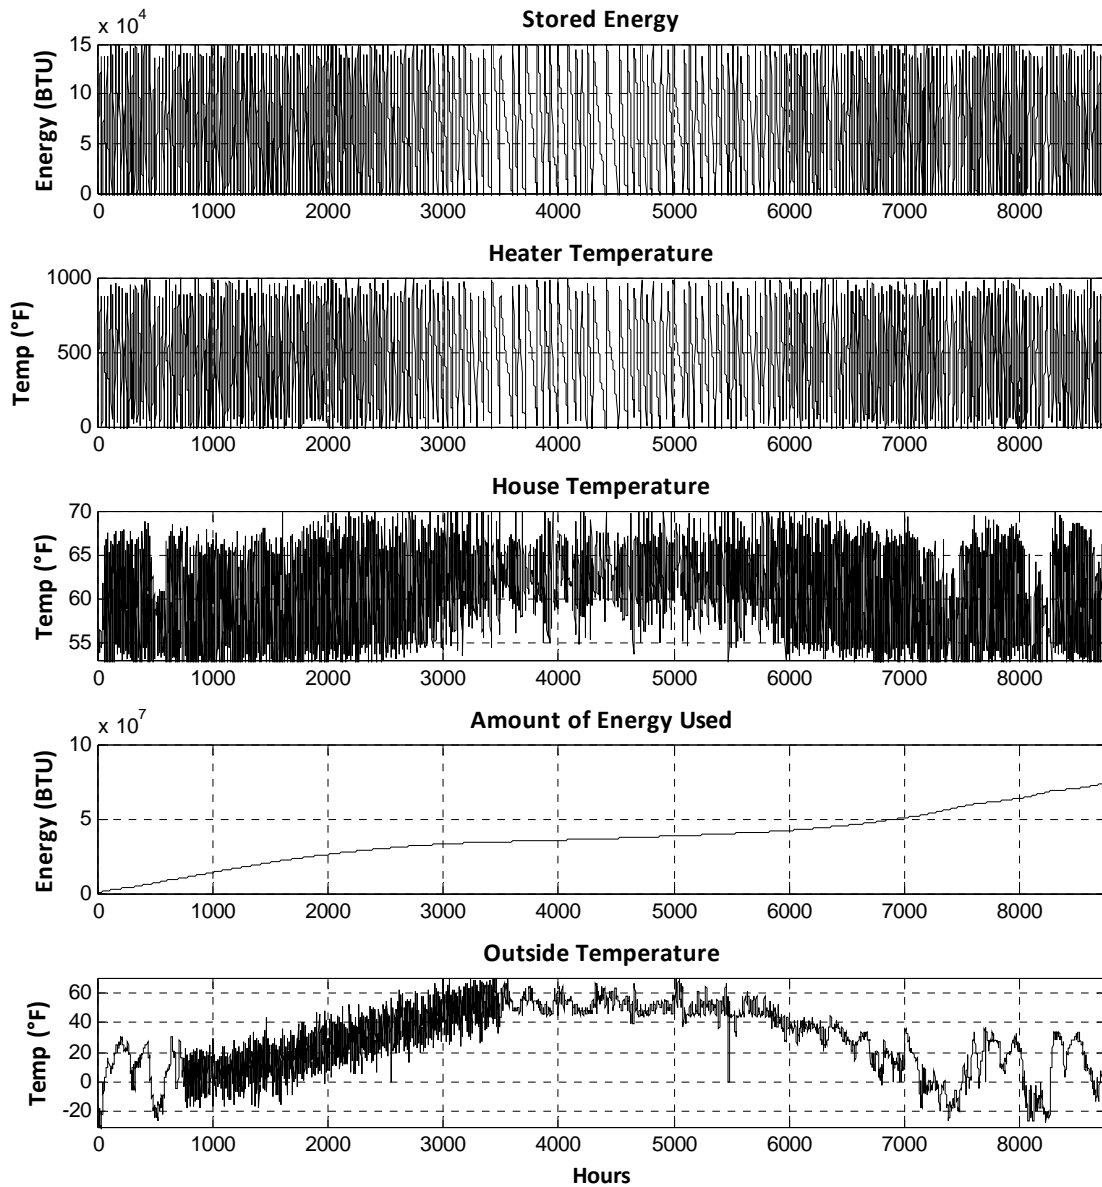 Stored Energy
x 10^4
Energy (BTU)
15
10
5
0
0 1000 2000 3000 4000 5000 6000 7000 8000
Heater Temperature
Temp (°F)
1000
500
0
0 1000 2000 3000 4000 5000 6000 7000 8000
House Temperature
Temp (°F)
70
65
60
55
0 1000 2000 3000 4000 5000 6000 7000 8000
Amount of Energy Used
x 10^7
Energy (BTU)
10
5
0
0 1000 2000 3000 4000 5000 6000 7000 8000
Outside Temperature
Temp (°F)
60
40
20
0
-20
0 1000 2000 3000 4000 5000 6000 7000 8000
Hours